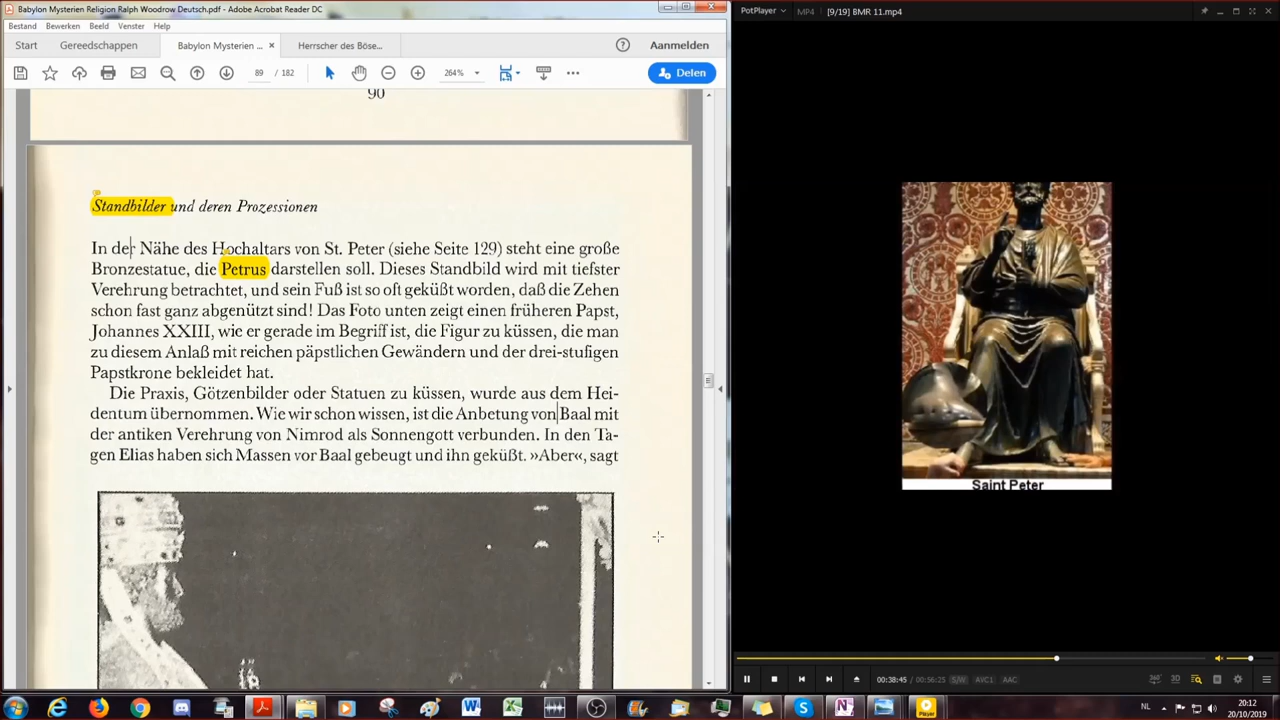 Babylon Mysterien Religion Ralph Woodrow Deutsch.pdf - Adobe Acrobat Reader DC
Bestand Bewerken Beeld Venster Help
Start Gereedschappen Babylon Mysterien ... × Herrscher des Böse... Aanmelden
89 / 182 264% Delen
90
Standbilder und deren Prozessionen
In der Nähe des Hochaltars von St. Peter (siehe Seite 129) steht eine große
Bronzestatue, die Petrus darstellen soll. Dieses Standbild wird mit tiefster
Verehrung betrachtet, und sein Fuß ist so oft geküßt worden, daß die Zehen
schon fast ganz abgenützt sind! Das Foto unten zeigt einen früheren Papst,
Johannes XXIII, wie er gerade im Begriff ist, die Figur zu küssen, die man
zu diesem Anlaß mit reichen päpstlichen Gewändern und der drei-stufigen
Papstkrone bekleidet hat.
Die Praxis, Götzenbilder oder Statuen zu küssen, wurde aus dem Hei-
dentum übernommen. Wie wir schon wissen, ist die Anbetung von Baal mit
der antiken Verehrung von Nimrod als Sonnengott verbunden. In den Ta-
gen Elias haben sich Massen vor Baal gebeugt und ihn geküßt. »Aber«, sagt
PotPlayer MP4 [9/19] BMR 11.mp4
Saint Peter
00:38:45 / 00:56:25 S/W AVC1 AAC
360° 3D
NL 20:12
20/10/2019